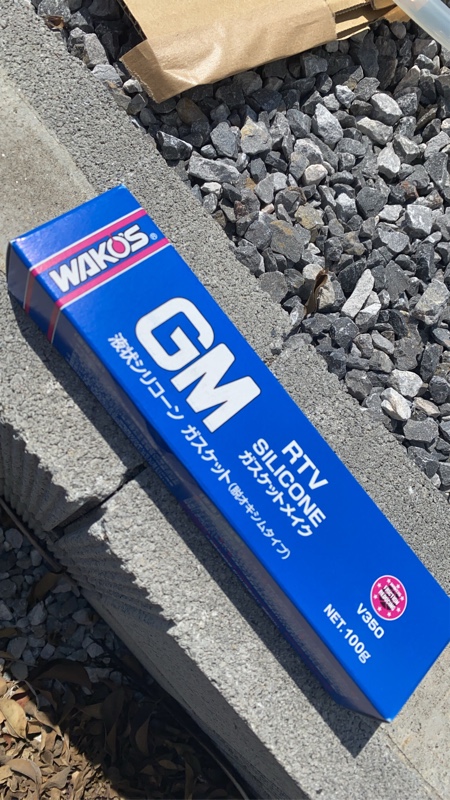 WAKO'S®
GM
液状シリコーン ガスケット(脱オキシムタイプ)
RTV
SILICONE
ガスケットメイク
V350
NET.100g